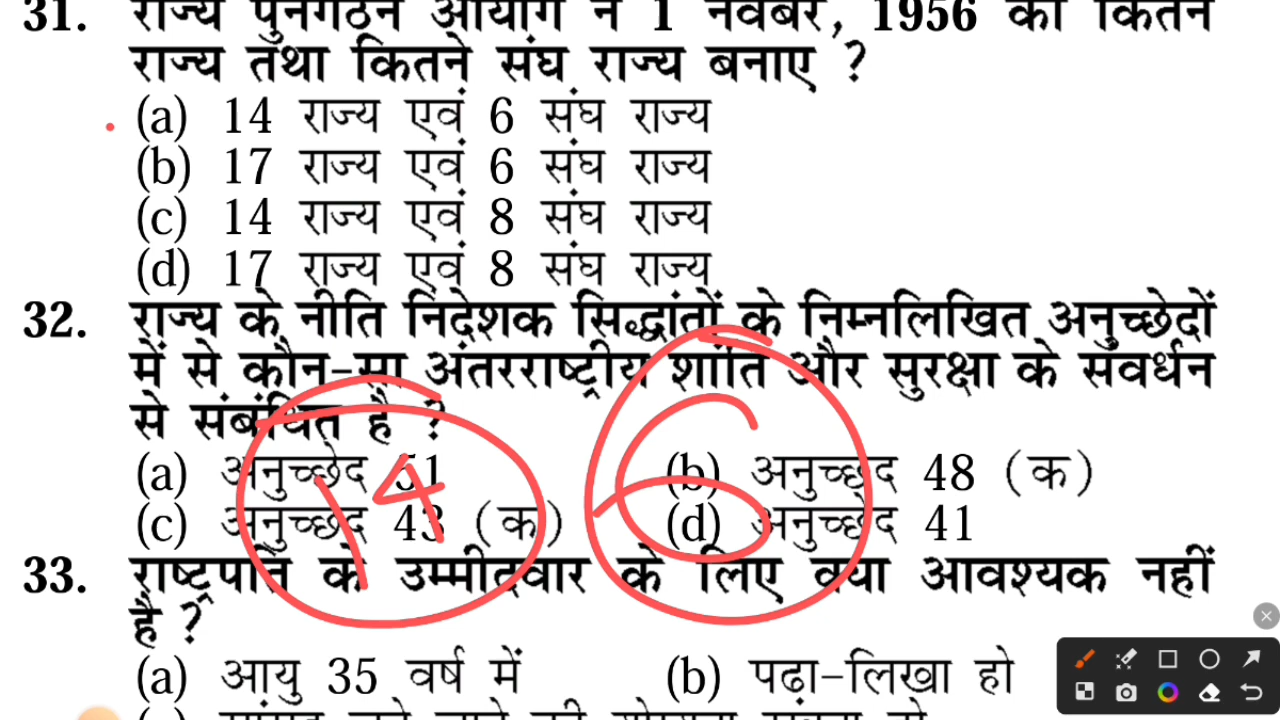 31. राज्य पुनर्गठन आयोग ने 1 नवंबर, 1956 को कितने
राज्य तथा कितने संघ राज्य बनाए ?
(a) 14 राज्य एवं 6 संघ राज्य
(b) 17 राज्य एवं 6 संघ राज्य
(c) 14 राज्य एवं 8 संघ राज्य
(d) 17 राज्य एवं 8 संघ राज्य
32. राज्य के नीति निदेशक सिद्धांतों के निम्नलिखित अनुच्छेदों
में से कौन-सा अंतरराष्ट्रीय शांति और सुरक्षा के संवर्धन
से संबंधित है ?
(a) अनुच्छेद 51 (b) अनुच्छेद 48 (क)
(c) अनुच्छेद 43 (क) (d) अनुच्छेद 41
14 6
33. राष्ट्रपति के उम्मीदवार के लिए क्या आवश्यक नहीं
है ?
(a) आयु 35 वर्ष में (b) पढ़ा-लिखा हो